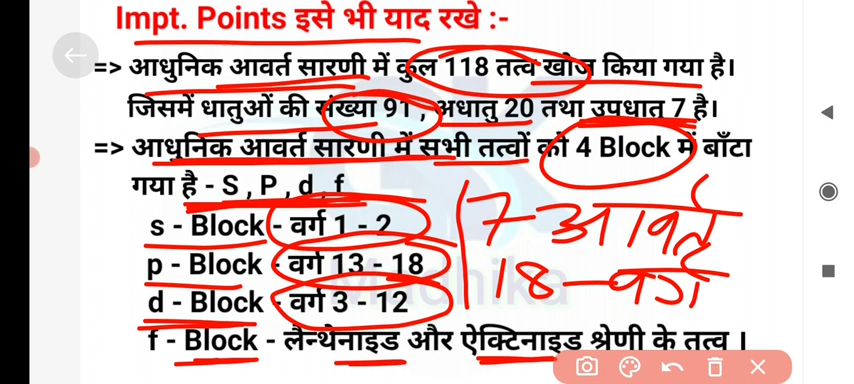 Impt. Points इसे भी याद रखे :-
=> आधुनिक आवर्त सारणी में कुल 118 तत्व खोज किया गया है।
जिसमें धातुओं की संख्या 91 , अधातु 20 तथा उपधातु 7 है।
=> आधुनिक आवर्त सारणी में सभी तत्वों को 4 Block में बाँटा
गया है - S , P , d , f
s - Block - वर्ग 1 - 2
p - Block - वर्ग 13 - 18
d - Block - वर्ग 3 - 12
f - Block - लैन्थेनाइड और ऐक्टिनाइड श्रेणी के तत्व ।
7 - आवर्त
18 - वर्ग